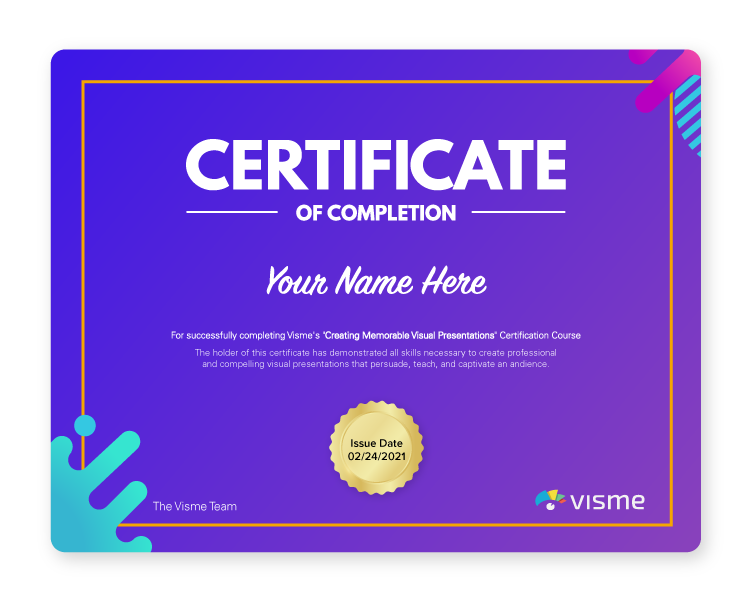 CERTIFICATE
OF COMPLETION
Your Name Here
For successfully completing Visme's "Creating Memorable Visual Presentations" Certification Course
The holder of this certificate has demonstrated all skills necessary to create professional
and compelling visual presentations that persuade, teach, and captivate an audience.
Issue Date
02/24/2021
The Visme Team
visme